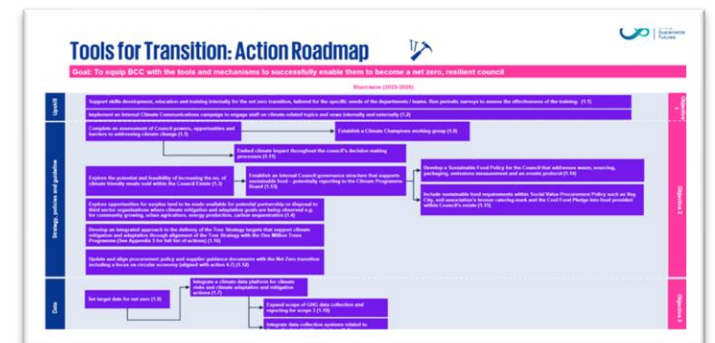 Sustainable
Futures
Tools for Transition: Action Roadmap
Goal: To equip BCC with the tools and mechanisms to successfully enable them to become a net zero, resilient council
Short-term (2023-2025)
Upskill
Support skills development, education and training internally for the net zero transition, tailored for the specific needs of the departments / teams. Run periodic surveys to assess the effectiveness of the training. (1.1)
Implement an Internal Climate Communications campaign to engage staff on climate-related topics and news internally and externally (1.2)
Strategy, policies and guideline
Complete an assessment of Council powers, opportunities and
barriers to addressing climate change (1.5)
Establish a Climate Champions working group (1.8)
Embed climate impact throughout the council's decision making
processes (1.11)
Explore the potential and feasibility of increasing the no. of
climate friendly meals sold within the Council Estate (1.3)
Establish an Internal Council governance structure that supports
sustainable food – potentially reporting to the Climate Programme
Board (1.13)
Develop a Sustainable Food Policy for the Council that addresses waste, sourcing,
packaging, emissions measurement and an events protocol (1.14)
Include sustainable food requirements within Social Value Procurement Policy such as Veg
City, soil association's bronze catering mark and the Cool Food Pledge into food provided
within Council's estate (1.15)
Explore opportunities for surplus land to be made available for potential partnership or disposal to
third sector organisations where climate mitigation and adaptation goals are being observed e.g.
for community growing, urban agriculture, energy production, carbon sequestration (1.4)
Develop an integrated approach to the delivery of the Tree Strategy targets that support climate
mitigation and adaptation through alignment of the Tree Strategy with the One Million Trees
Programme (See Appendix 5 for full list of actions) (1.16)
Update and align procurement policy and supplier guidance documents with the Net Zero transition
including a focus on circular economy (aligned with action 4.7) (1.12)
Objective 2
Data
Set target date for net zero (1.9)
Integrate a climate data platform for climate
risks and climate adaptation and mitigation
actions (1.7)
Expand scope of GHG data collection and
reporting for scope 3 (1.10)
Integrate data collection systems related to
Objective 3